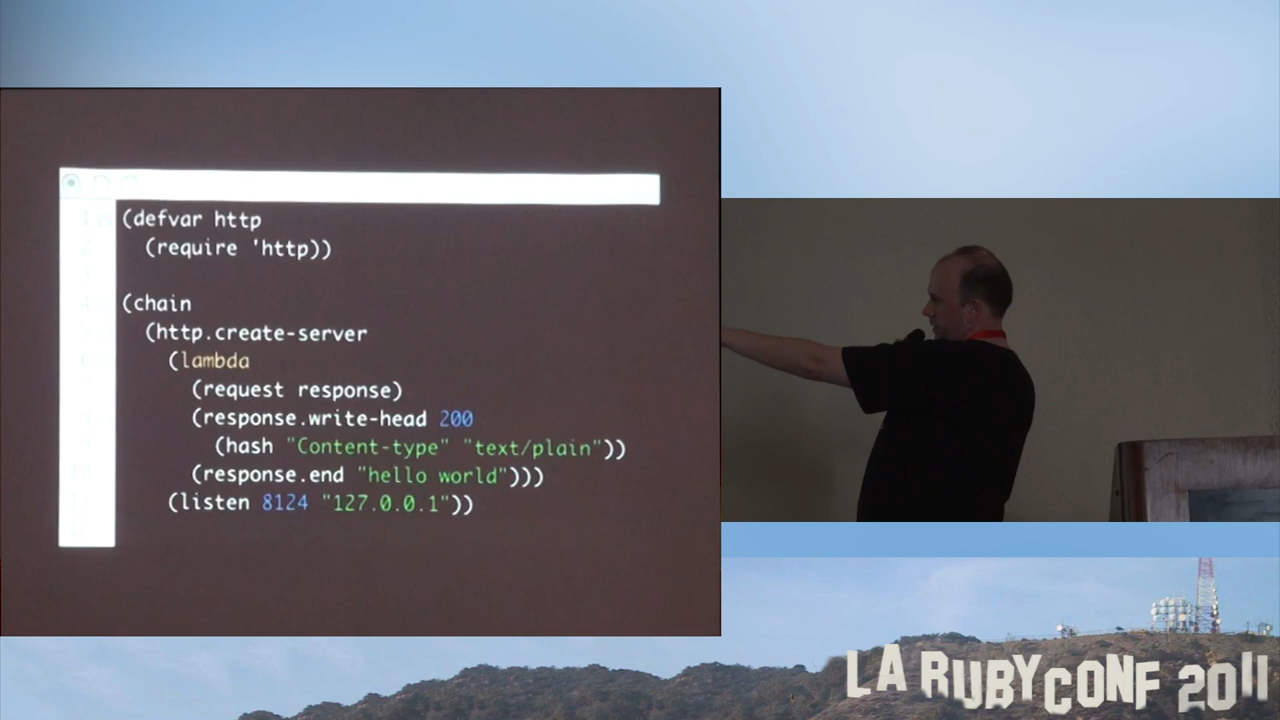 (defvar http
(require 'http))
(chain
(http.create-server
(lambda
(request response)
(response.write-head 200
(hash "Content-type" "text/plain"))
(response.end "hello world")))
(listen 8124 "127.0.0.1"))
LA RUBYCONF 2011